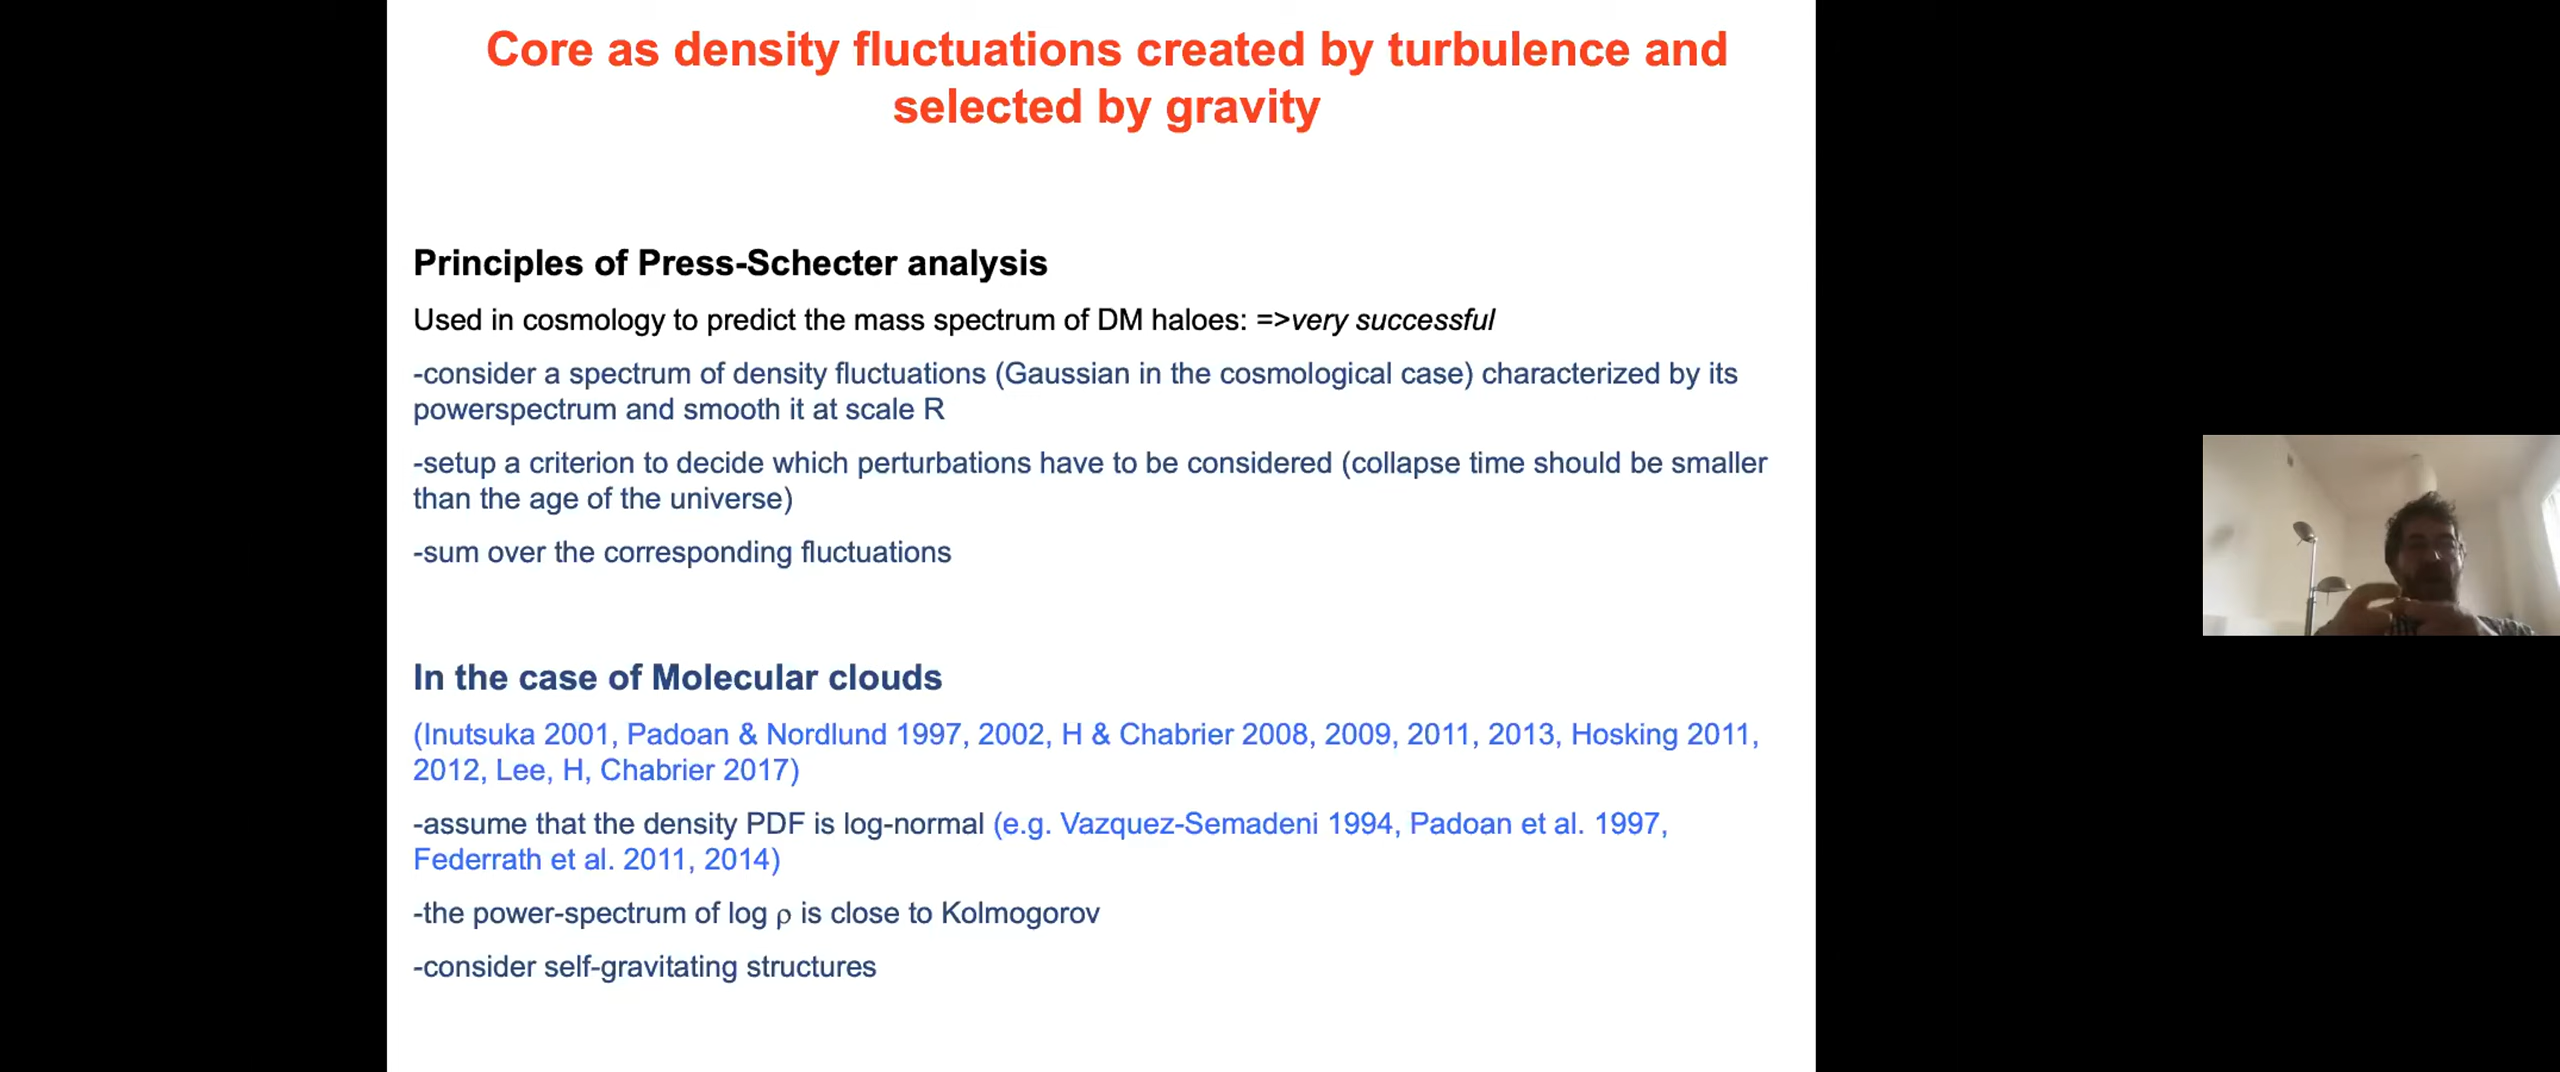 Core as density fluctuations created by turbulence and
selected by gravity
Principles of Press-Schecter analysis
Used in cosmology to predict the mass spectrum of DM haloes: =>very successful
-consider a spectrum of density fluctuations (Gaussian in the cosmological case) characterized by its
powerspectrum and smooth it at scale R
-setup a criterion to decide which perturbations have to be considered (collapse time should be smaller
than the age of the universe)
-sum over the corresponding fluctuations
In the case of Molecular clouds
(Inutsuka 2001, Padoan & Nordlund 1997, 2002, H & Chabrier 2008, 2009, 2011, 2013, Hosking 2011,
2012, Lee, H, Chabrier 2017)
-assume that the density PDF is log-normal (e.g. Vazquez-Semadeni 1994, Padoan et al. 1997,
Federrath et al. 2011, 2014)
-the power-spectrum of log ρ is close to Kolmogorov
-consider self-gravitating structures